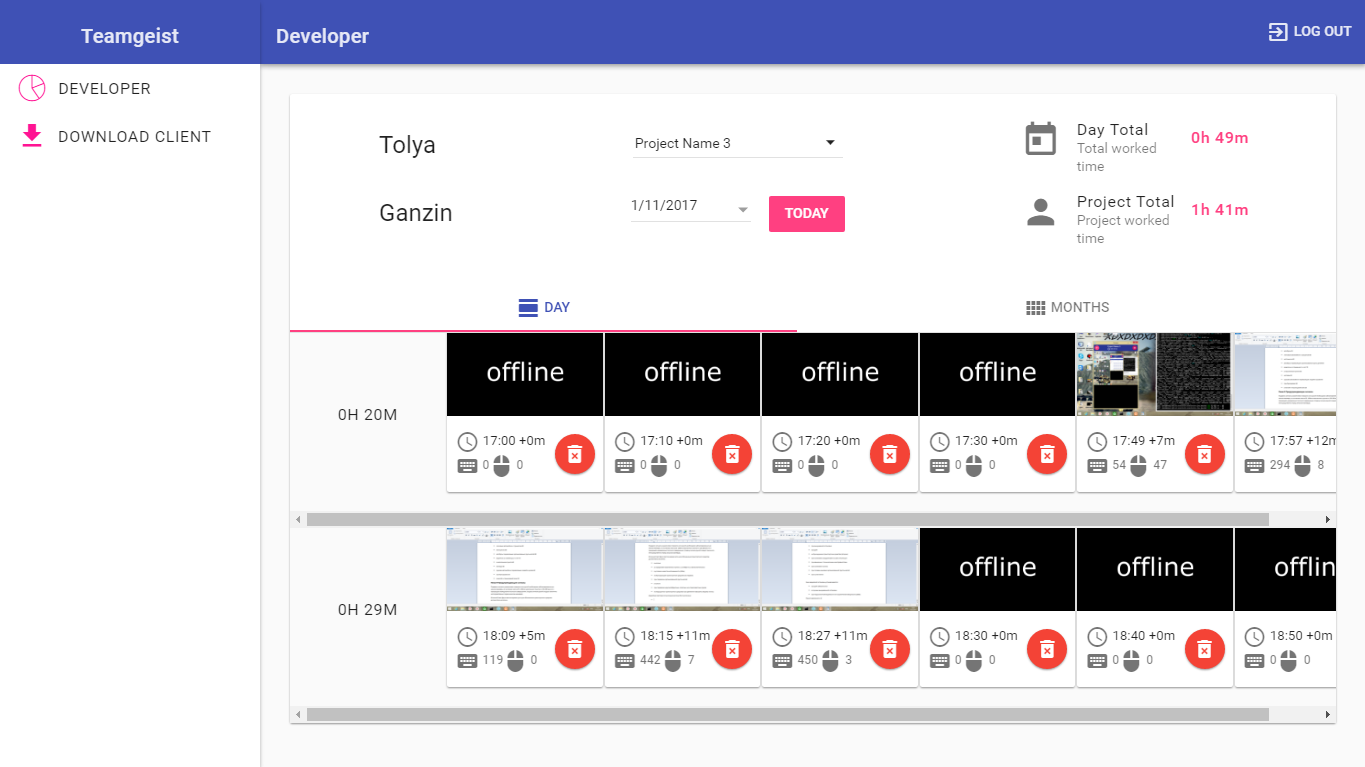 Teamgeist
Developer
LOG OUT
DEVELOPER
DOWNLOAD CLIENT
Tolya
Project Name 3
Day Total
Total worked
time
0h 49m
Ganzin
1/11/2017
TODAY
Project Total
Project worked
time
1h 41m
DAY
MONTHS
0H 20M
offline
offline
offline
offline
XDXDXDXD
17:00 +0m
0 0
17:10 +0m
0 0
17:20 +0m
0 0
17:30 +0m
0 0
17:49 +7m
54 47
17:57 +12m
294 8
0H 29M
offline
offline
offlin
18:09 +5m
119 0
18:15 +11m
442 7
18:27 +11m
450 3
18:30 +0m
0 0
18:40 +0m
0 0
18:50 +0m
0 0